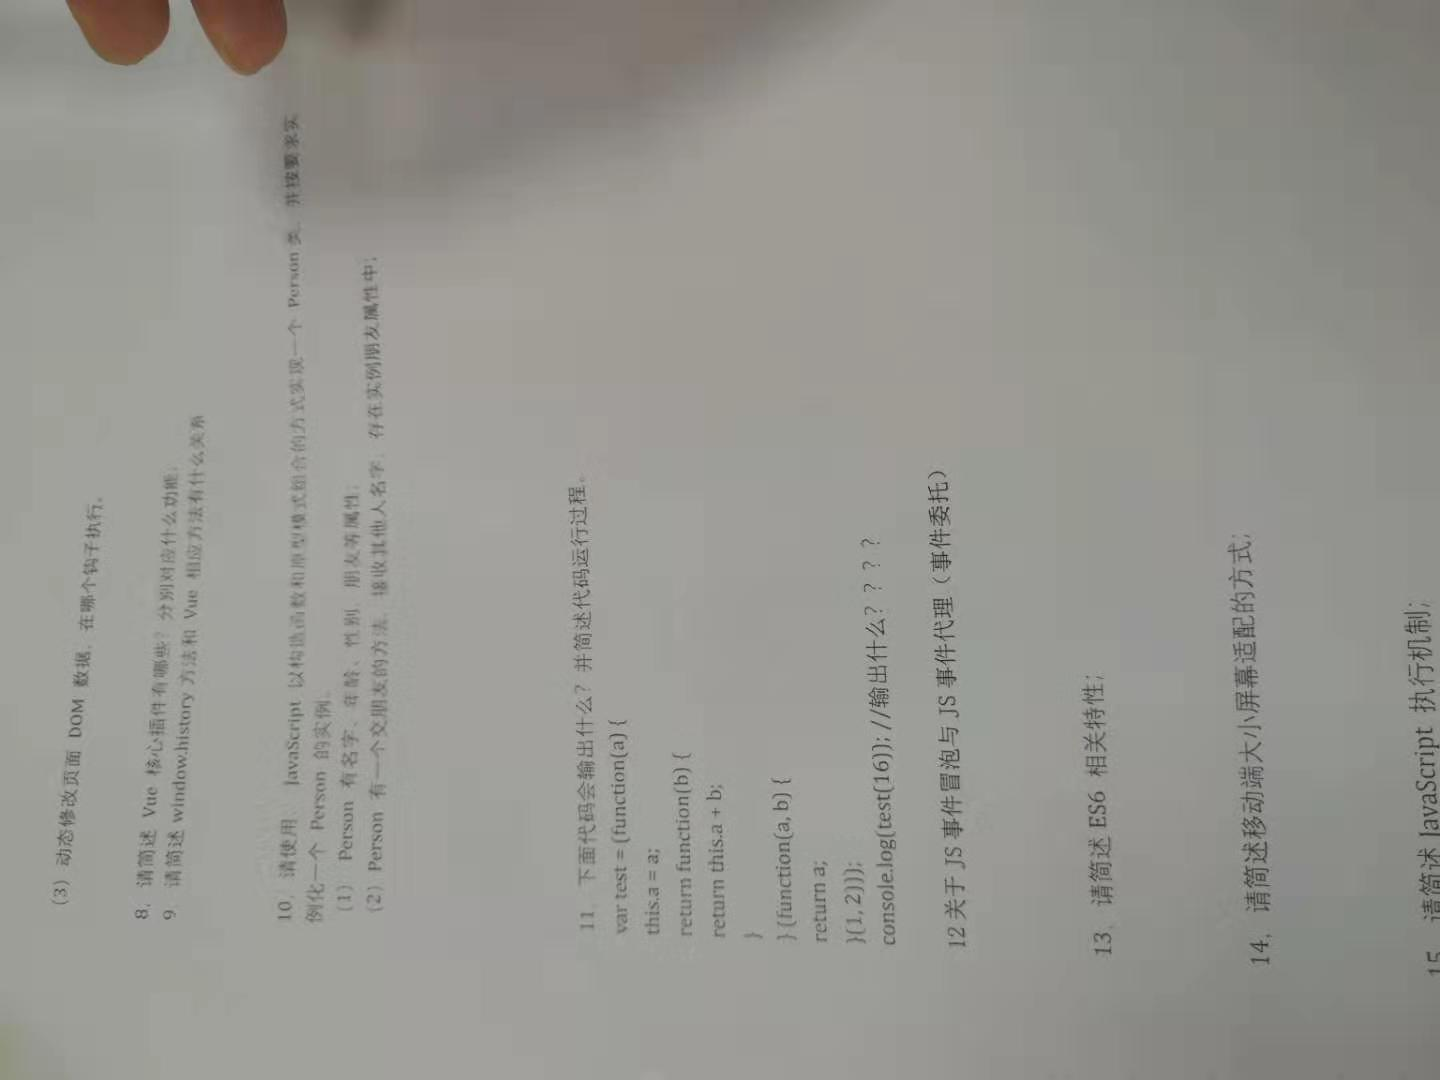 （3）动态修改页面 DOM 数据，在哪个钩子执行。
8、请简述 Vue 核心插件有哪些？分别对应什么功能；
9 请简述 window.history 方法和 Vue 相应方法有什么关系
10、请使用 JavaScript 以构造函数和原型模式组合的方式实现一个 Person 类，并按要求实
例化一个 Person 的实例。
（1） Person 有名字、年龄、性别、朋友等属性；
（2）Person 有一个交朋友的方法，接收其他人名字，存在实例朋友属性中；
11、下面代码会输出什么？并简述代码运行过程。
var test = (function(a) {
this.a = a;
return function(b) {
return this.a + b;
}
} (function(a, b) {
return a;
}(1, 2)));
console.log(test(16)); //输出什么？？？？
12 关于 JS 事件冒泡与 JS 事件代理（事件委托）
13、请简述 ES6 相关特性；
14、请简述移动端大小屏幕适配的方式；
15、请简述 JavaScript 执行机制；